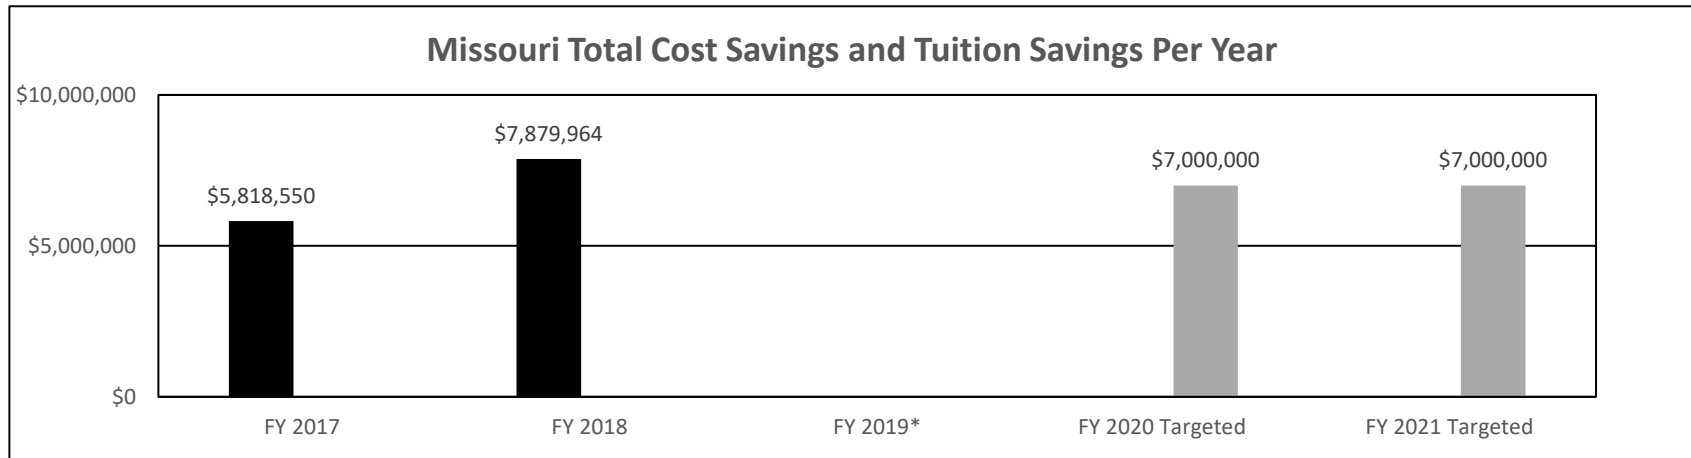 Missouri Total Cost Savings and Tuition Savings Per Year
$10,000,000
$7,879,964
$7,000,000
$7,000,000
$5,818,550
$5,000,000
$0
FY 2017
FY 2018
FY 2019*
FY 2020 Targeted
FY 2021 Targeted